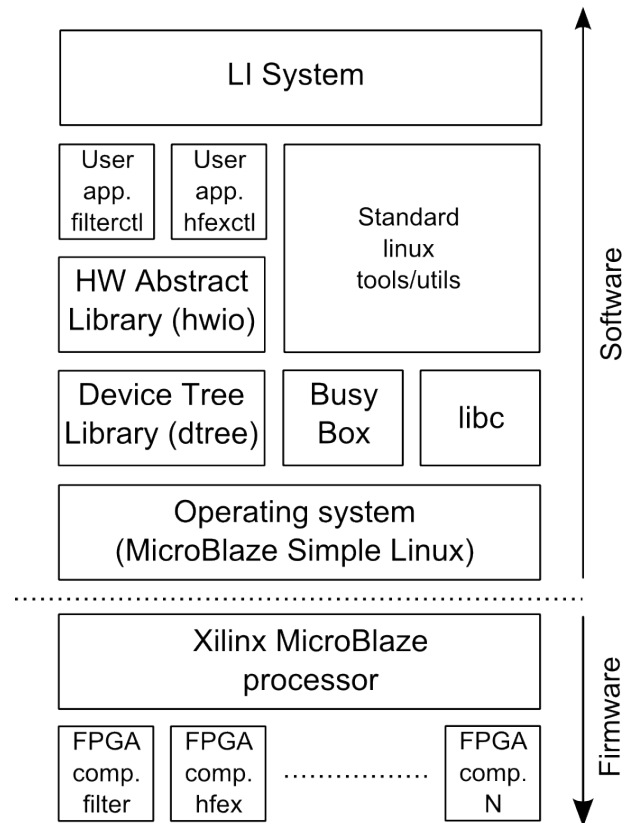 LI System
User
app.
filterctl
User
app.
hfexctl
Standard
linux
tools/utils
HW Abstract
Library (hwio)
Device Tree
Library (dtree)
Busy
Box
libc
Operating system
(MicroBlaze Simple Linux)
Software
Xilinx MicroBlaze
processor
FPGA
comp.
filter
FPGA
comp.
hfex
FPGA
comp.
N
Firmware